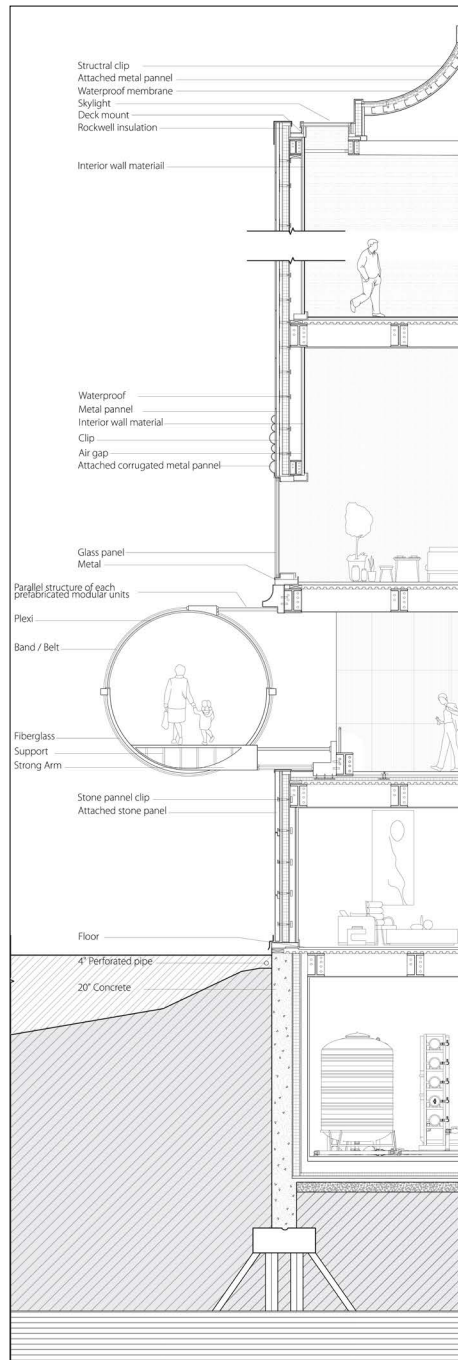 Structral clip
Attached metal pannel
Waterproof membrane
Skylight
Deck mount
Rockwell insulation
Interior wall materiail
Waterproof
Metal pannel
Interior wall material
Clip
Air gap
Attached corrugated metal pannel
Glass panel
Metal
Parallel structure of each
prefabricated modular units
Plexi
Band / Belt
Fiberglass
Support
Strong Arm
Stone pannel clip
Attached stone panel
Floor
4" Perforated pipe
20" Concrete